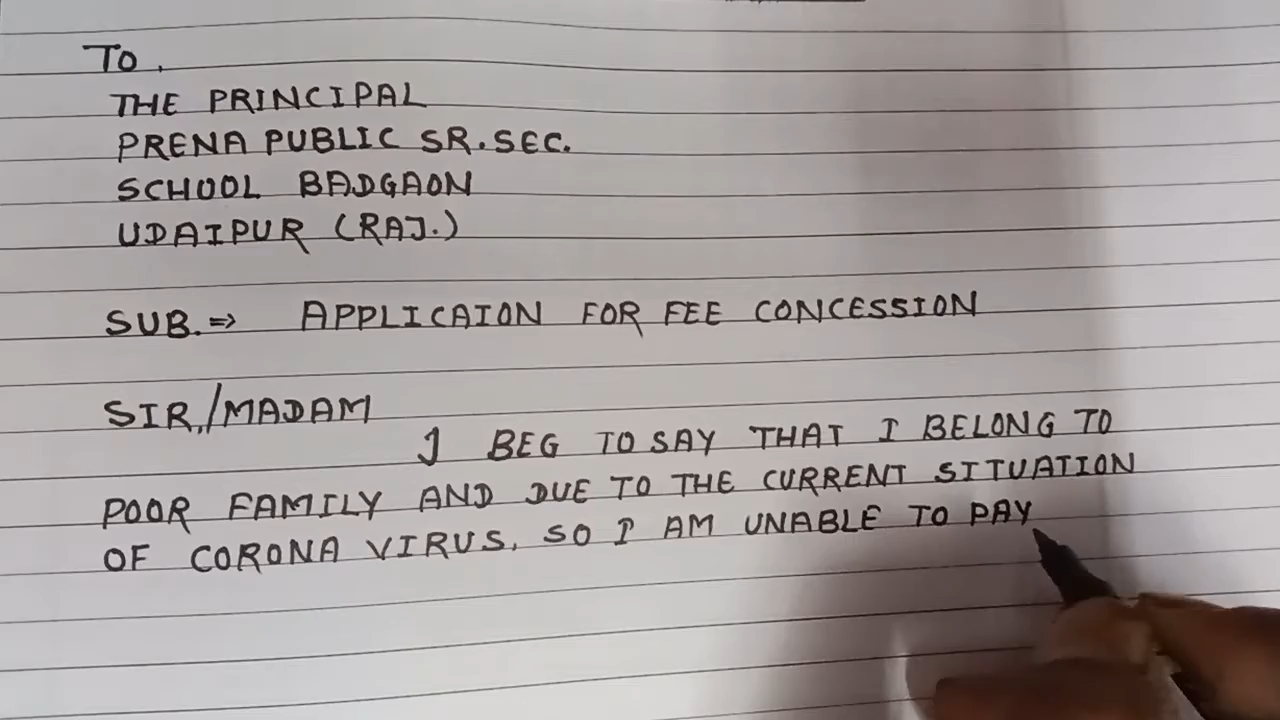 TO,
THE PRINCIPAL
PRENA PUBLIC SR.SEC.
SCHOOL BADGAON
UDAIPUR (RAJ.)
SUB.⇒ APPLICAION FOR FEE CONCESSION
SIR,/MADAM
I BEG TO SAY THAT I BELONG TO
POOR FAMILY AND DUE TO THE CURRENT SITUATION
OF CORONA VIRUS, SO I AM UNABLE TO PAY